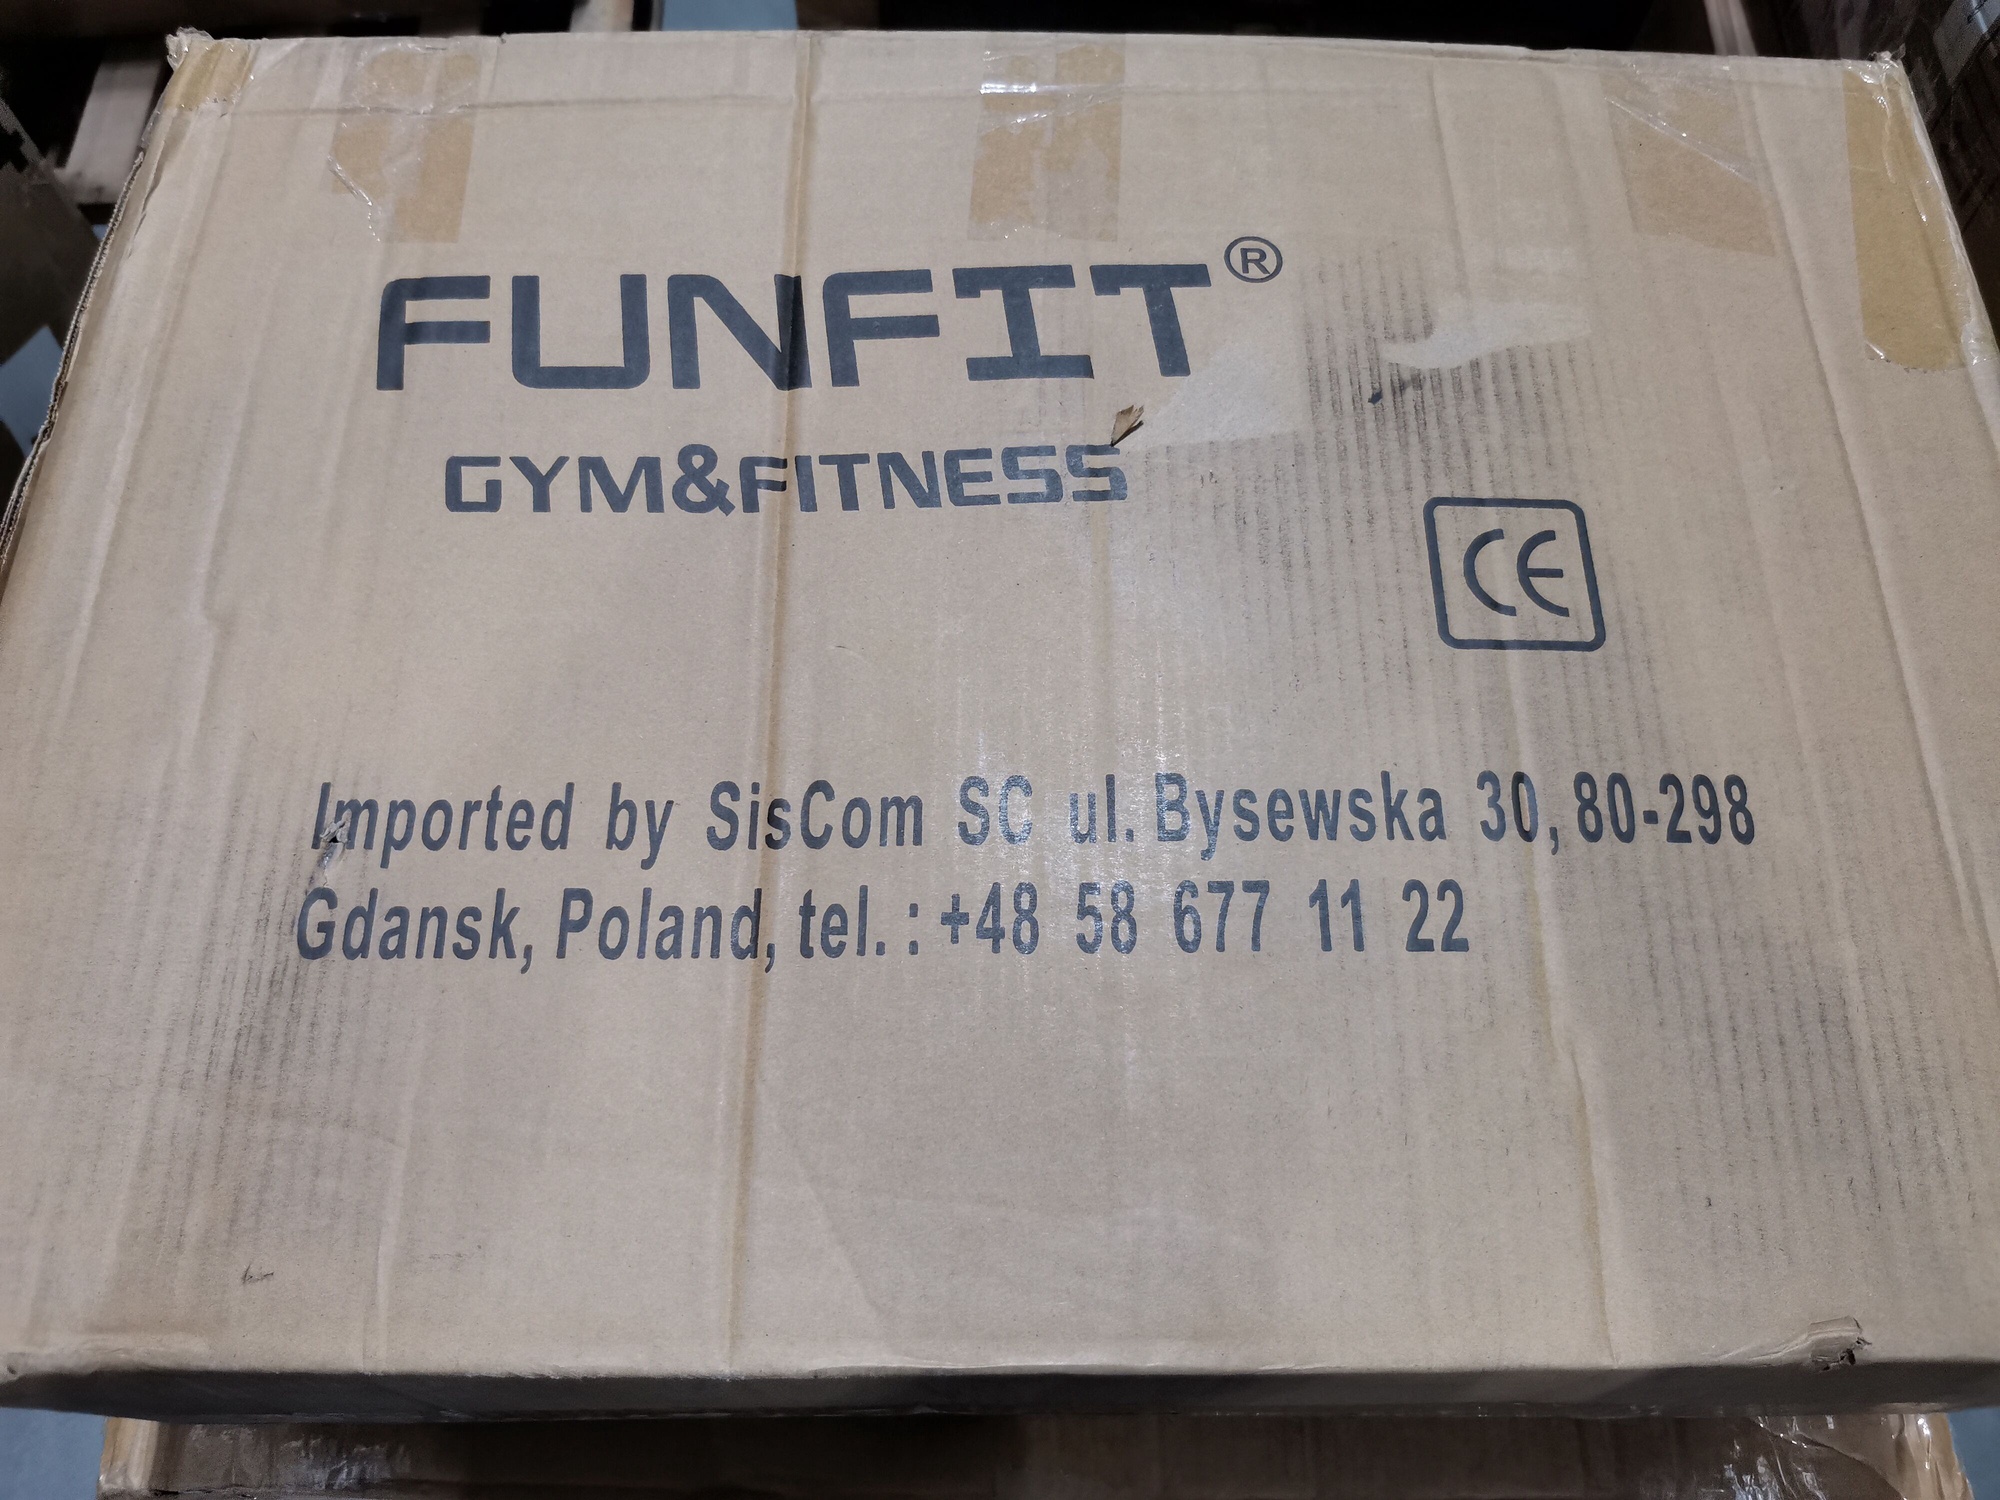 FUNFIT®
GYM&FITNESS
CE
Imported by SisCom SC ul. Bysewska 30, 80-298
Gdansk, Poland, tel. : +48 58 677 11 22